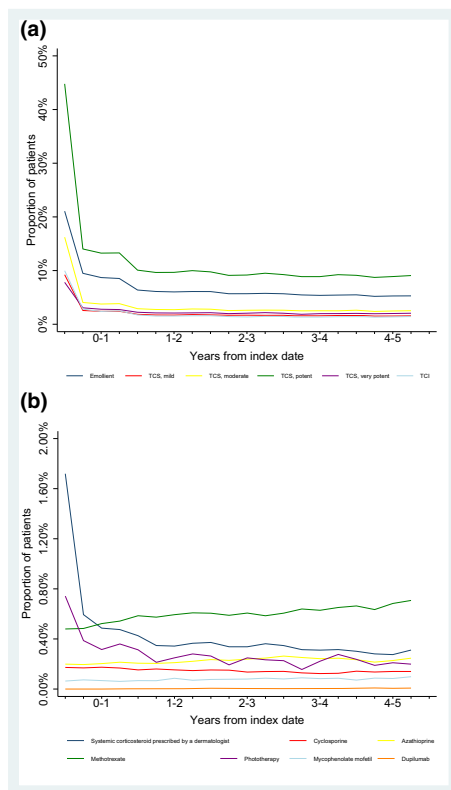 (a)
50%
40%
30%
20%
10%
0%
Proportion of patients
0-1 1-2 2-3 3-4 4-5
Years from index date
Emollient TCS, mild TCS, moderate TCS, potent TCS, very potent TCI
(b)
2.00%
1.60%
1.20%
0.80%
0.40%
0.00%
Proportion of patients
0-1 1-2 2-3 3-4 4-5
Years from index date
Systemic corticosteroid prescribed by a dermatologist Cyclosporine Azathioprine
Methotrexate Phototherapy Mycophenolate mofetil Dupilumab